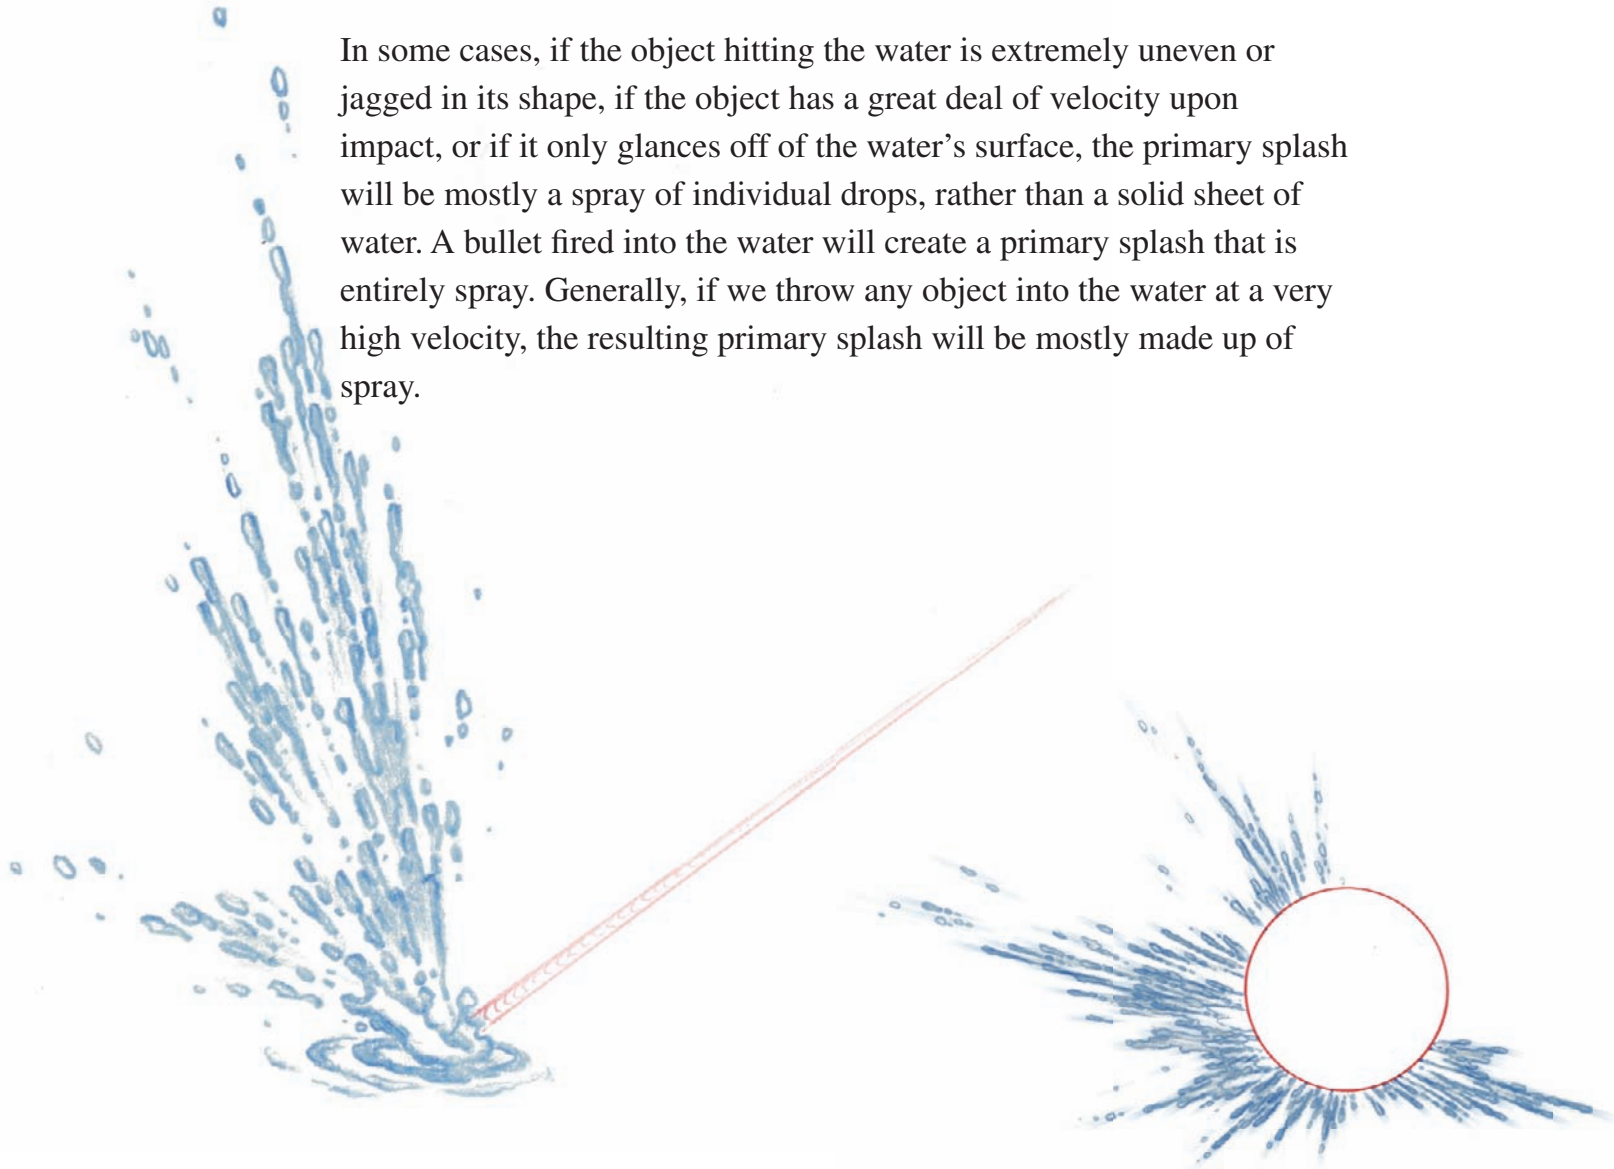 In some cases, if the object hitting the water is extremely uneven or
jagged in its shape, if the object has a great deal of velocity upon
impact, or if it only glances off of the water’s surface, the primary splash
will be mostly a spray of individual drops, rather than a solid sheet of
water. A bullet fired into the water will create a primary splash that is
entirely spray. Generally, if we throw any object into the water at a very
high velocity, the resulting primary splash will be mostly made up of
spray.